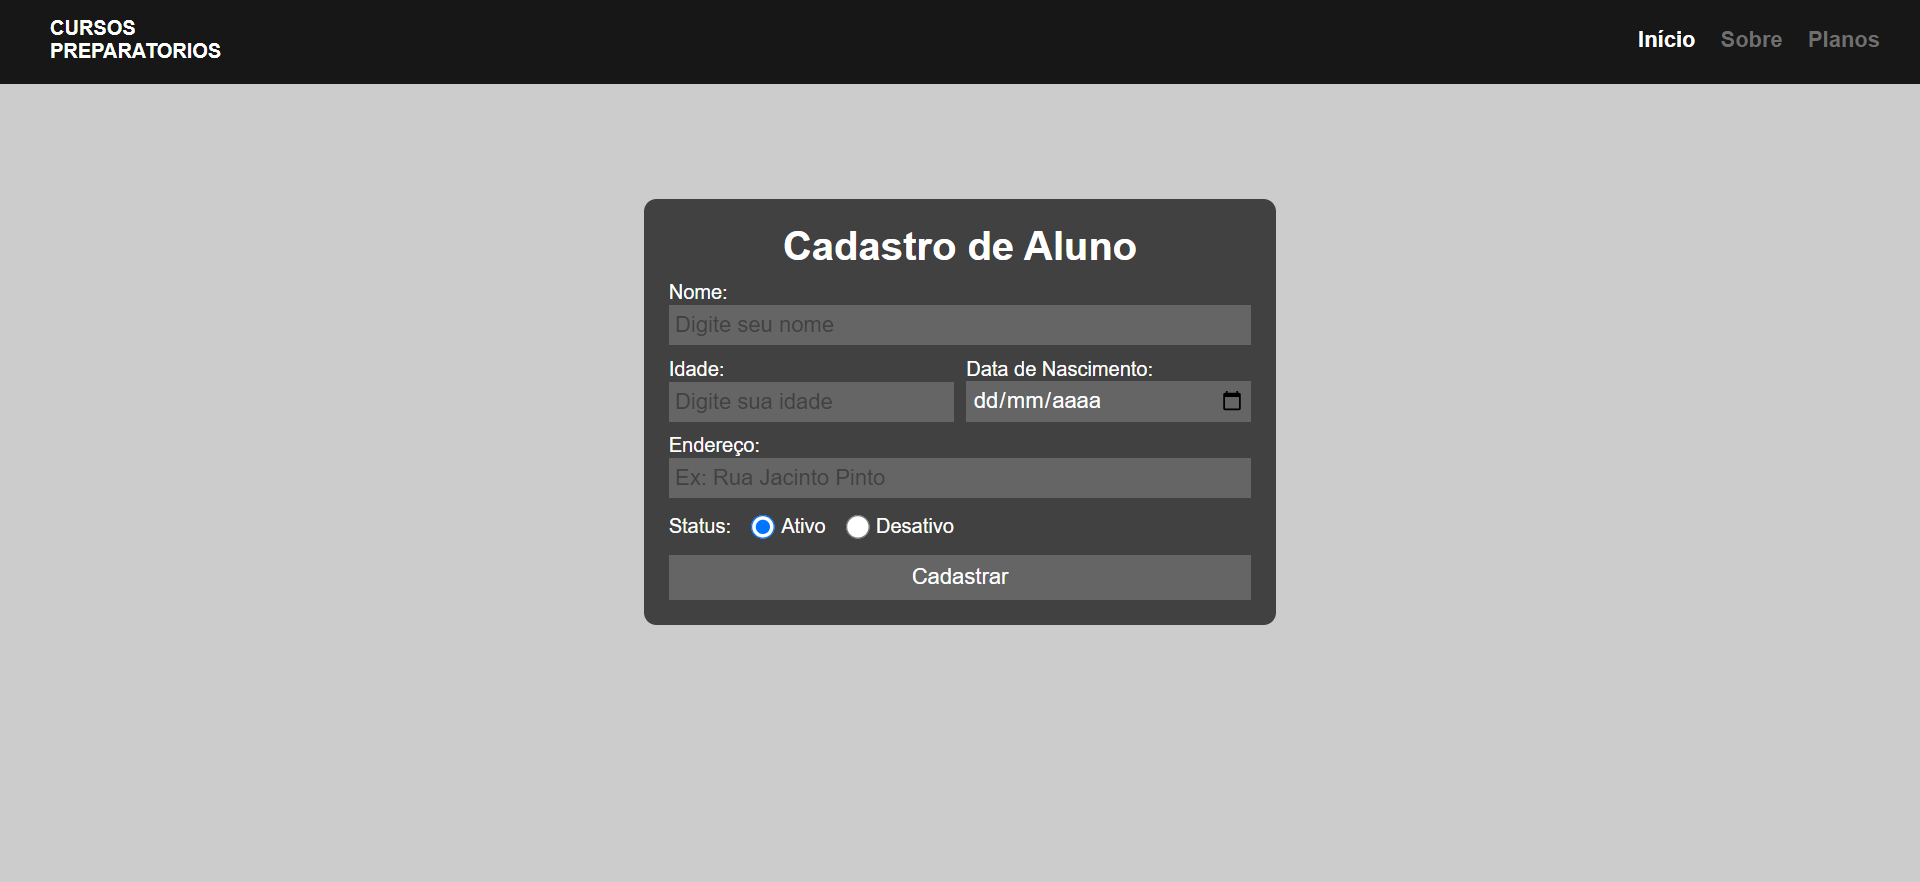 CURSOS
PREPARATORIOS
Início Sobre Planos
Cadastro de Aluno
Nome:
Digite seu nome
Idade: Data de Nascimento:
Digite sua idade dd/mm/aaaa
Endereço:
Ex: Rua Jacinto Pinto
Status: Ativo Desativo
Cadastrar